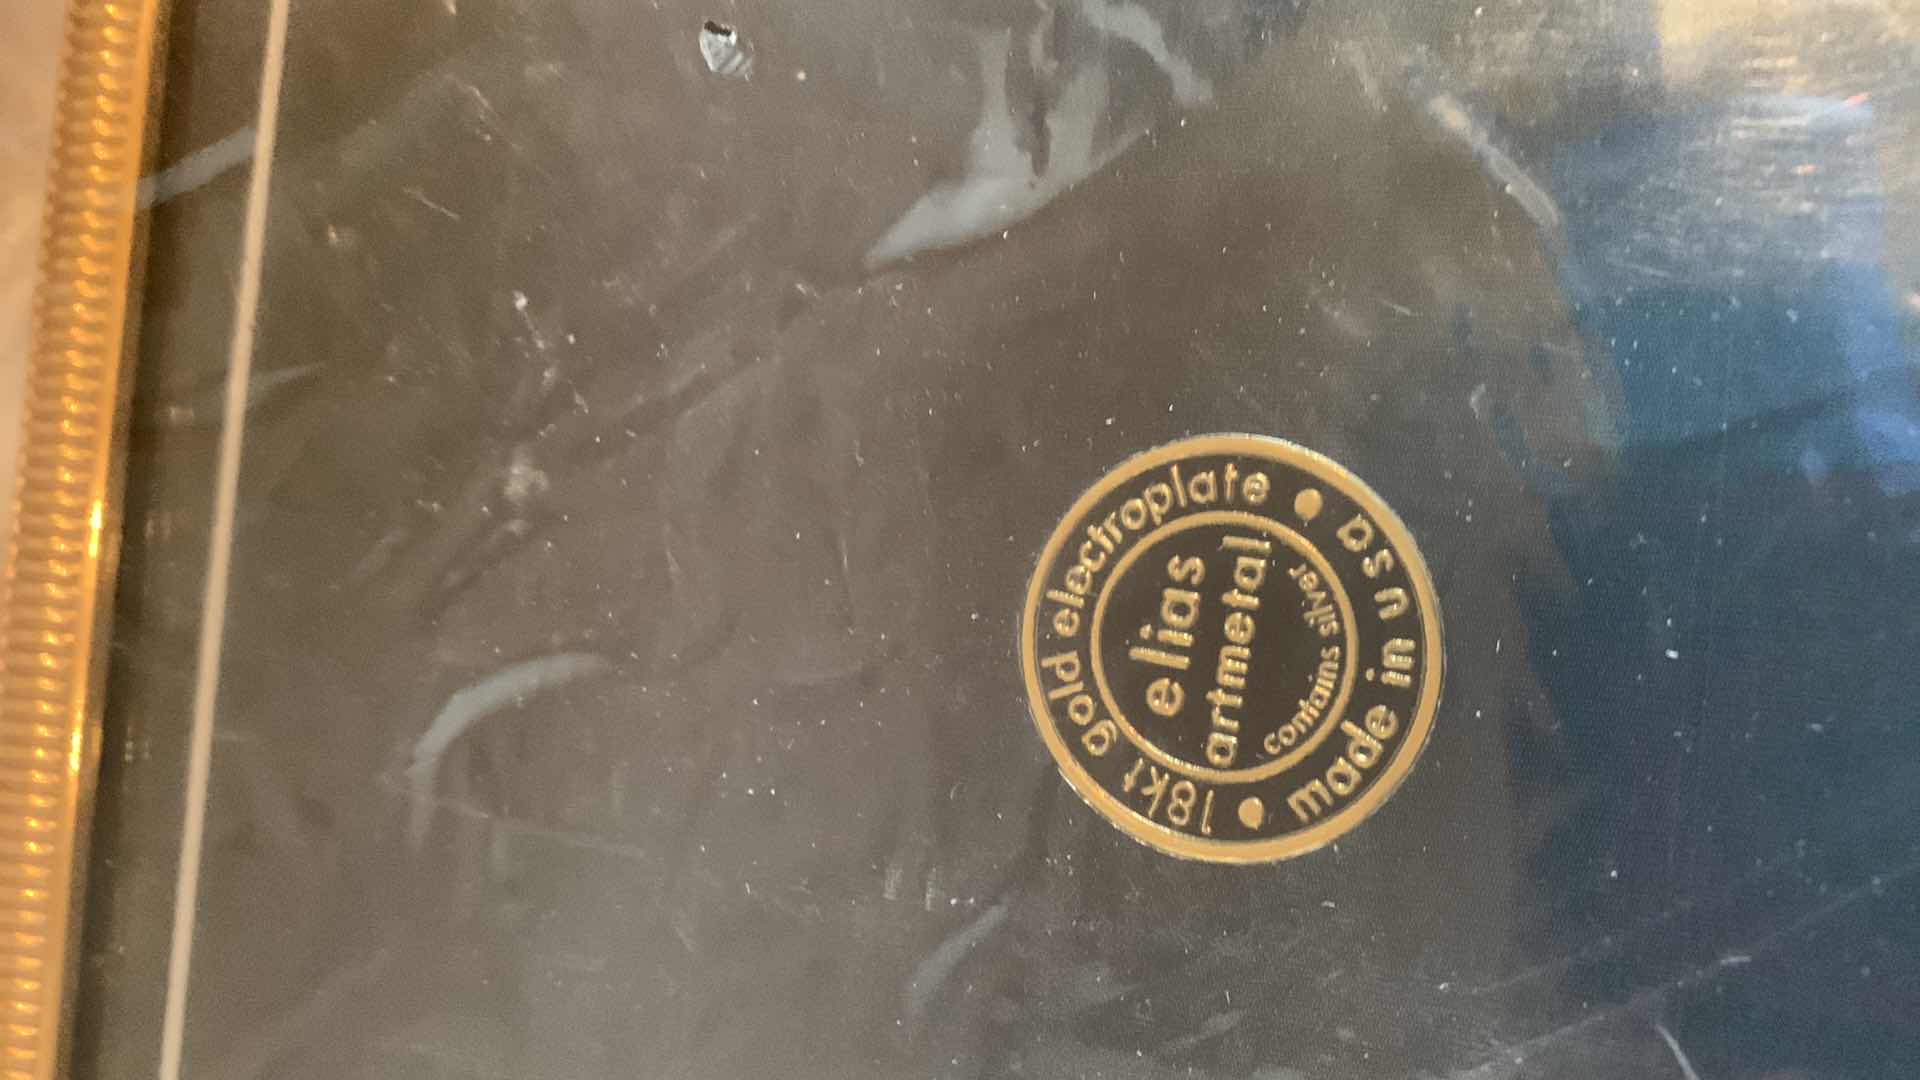 18kt gold electroplate
elias
artmetal
contains silver
made in usa